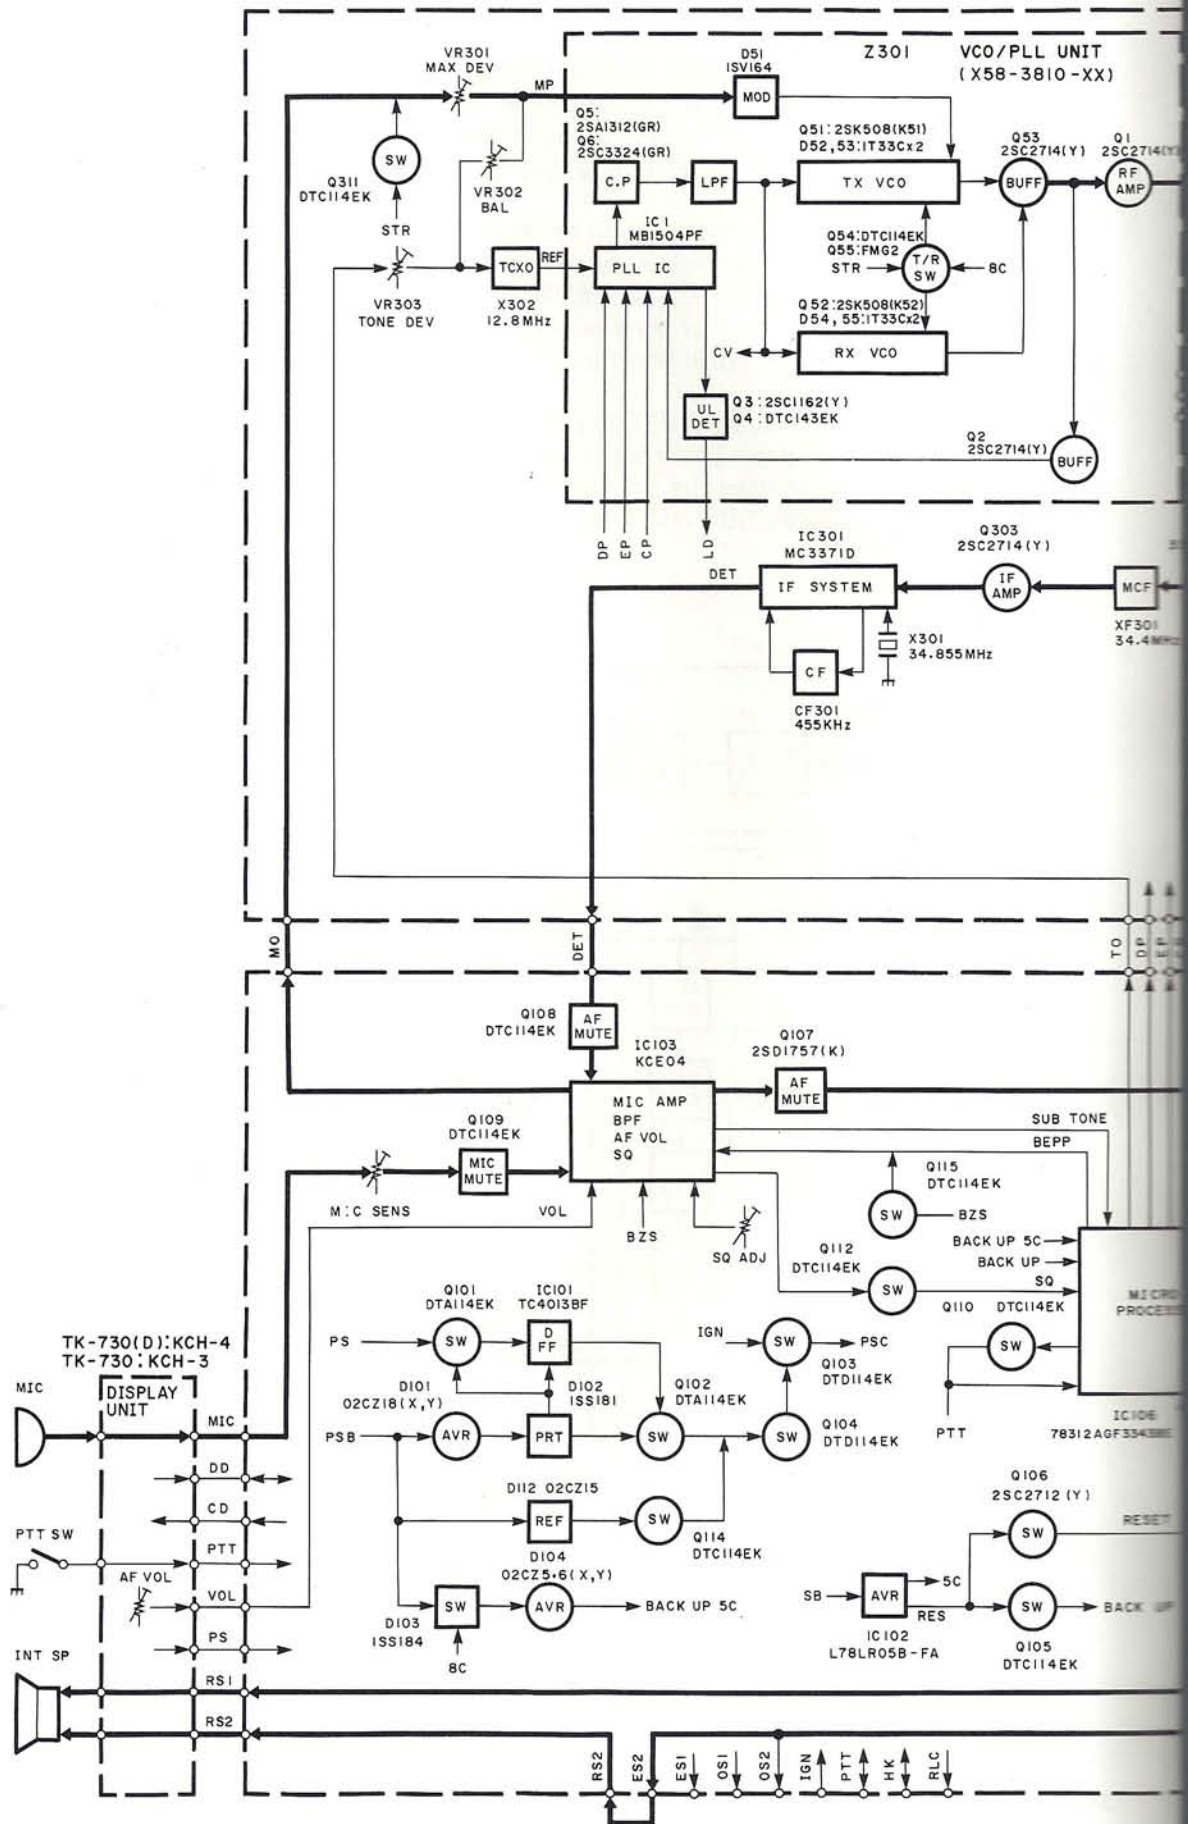 Z301 VCO/PLL UNIT
(X58-3810-XX)
VR301
MAX DEV
MP
D51
ISV164
MOD
Q5:
2SA1312(GR)
Q6:
2SC3324(GR)
Q51:2SK508(K51)
D52,53:1T33Cx2
Q53
2SC2714(Y)
Q1
2SC2714(Y)
SW
Q311
DTC114EK
STR
VR302
BAL
C.P
LPF
TX VCO
BUFF
RF
AMP
IC1
MB1504PF
Q54:DTC114EK
Q55:FMG2
TCXO
REF
PLL IC
STR
T/R
SW
8C
VR303
TONE DEV
X302
12.8MHz
Q52:2SK508(K52)
D54,55:1T33Cx2
CV
RX VCO
UL
DET
Q3:2SC1162(Y)
Q4:DTC143EK
Q2
2SC2714(Y)
BUFF
DP
EP
CP
LD
IC301
MC3371D
Q303
2SC2714(Y)
DET
IF SYSTEM
IF
AMP
MCF
XF301
34.4MHz
X301
34.855MHz
CF
CF301
455KHz
MO
DET
TO
DP
EP
Q108
DTC114EK
AF
MUTE
IC103
KCE04
Q107
2SD1757(K)
AF
MUTE
MIC AMP
BPF
AF VOL
SQ
SUB TONE
BEPP
Q109
DTC114EK
MIC
MUTE
MIC SENS
VOL
BZS
SQ ADJ
Q115
DTC114EK
SW
BZS
BACK UP 5C
BACK UP
Q112
DTC114EK
SW
SQ
Q110 DTC114EK
SW
PTT
MICRO
IC106
Q101
DTA114EK
IC101
TC4013BF
PS
SW
D
FF
IGN
SW
PSC
Q103
DTD114EK
D101
02CZ18(X,Y)
D102
ISS181
Q102
DTA114EK
PSB
AVR
PRT
SW
SW
Q104
DTD114EK
D112 02CZ15
REF
SW
Q114
DTC114EK
D104
02CZ5·6(X,Y)
D103
ISS184
SW
AVR
BACK UP 5C
8C
Q106
2SC2712(Y)
SW
RESET
SB
AVR
5C
RES
SW
BACK UP
IC102
L78LR05B-FA
Q105
DTC114EK
TK-730(D):KCH-4
TK-730:KCH-3
MIC
DISPLAY
UNIT
MIC
DD
CD
PTT SW
PTT
AF VOL
VOL
PS
INT SP
RS1
RS2
RS2
ES2
ES1
OS1
OS2
IGN
PTT
HK
RLC